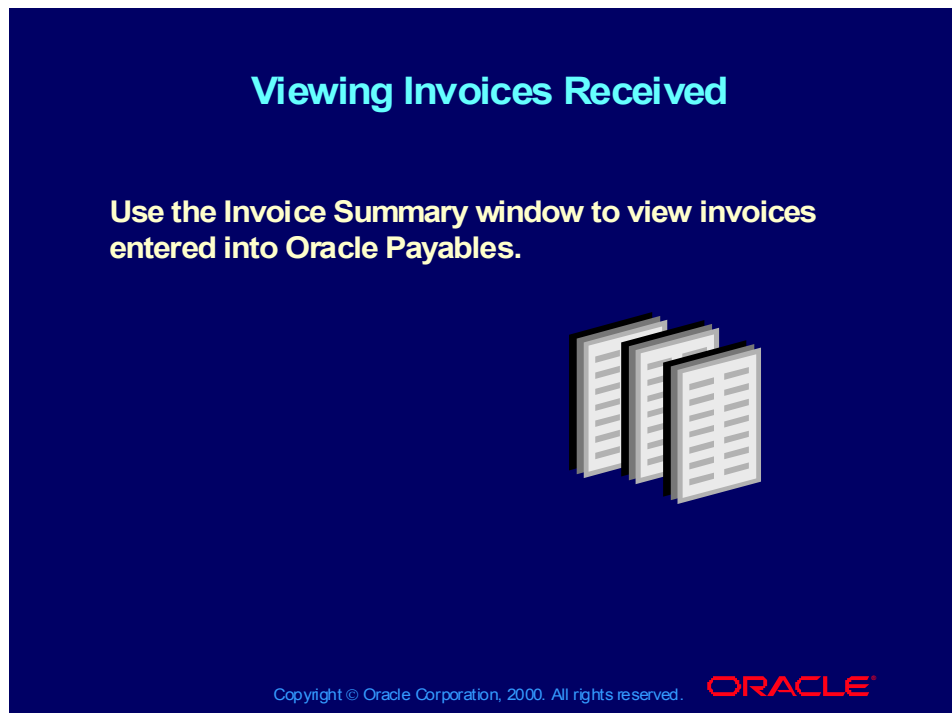 Viewing Invoices Received
Use the Invoice Summary window to view invoices
entered into Oracle Payables.
Copyright © Oracle Corporation, 2000. All rights reserved.
ORACLE®